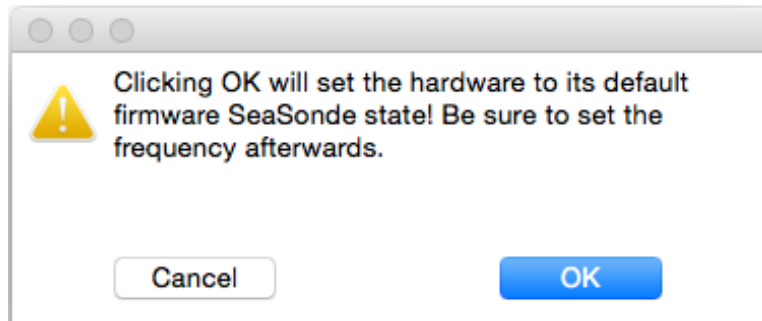 Clicking OK will set the hardware to its default
firmware SeaSonde state! Be sure to set the
frequency afterwards.
Cancel
OK